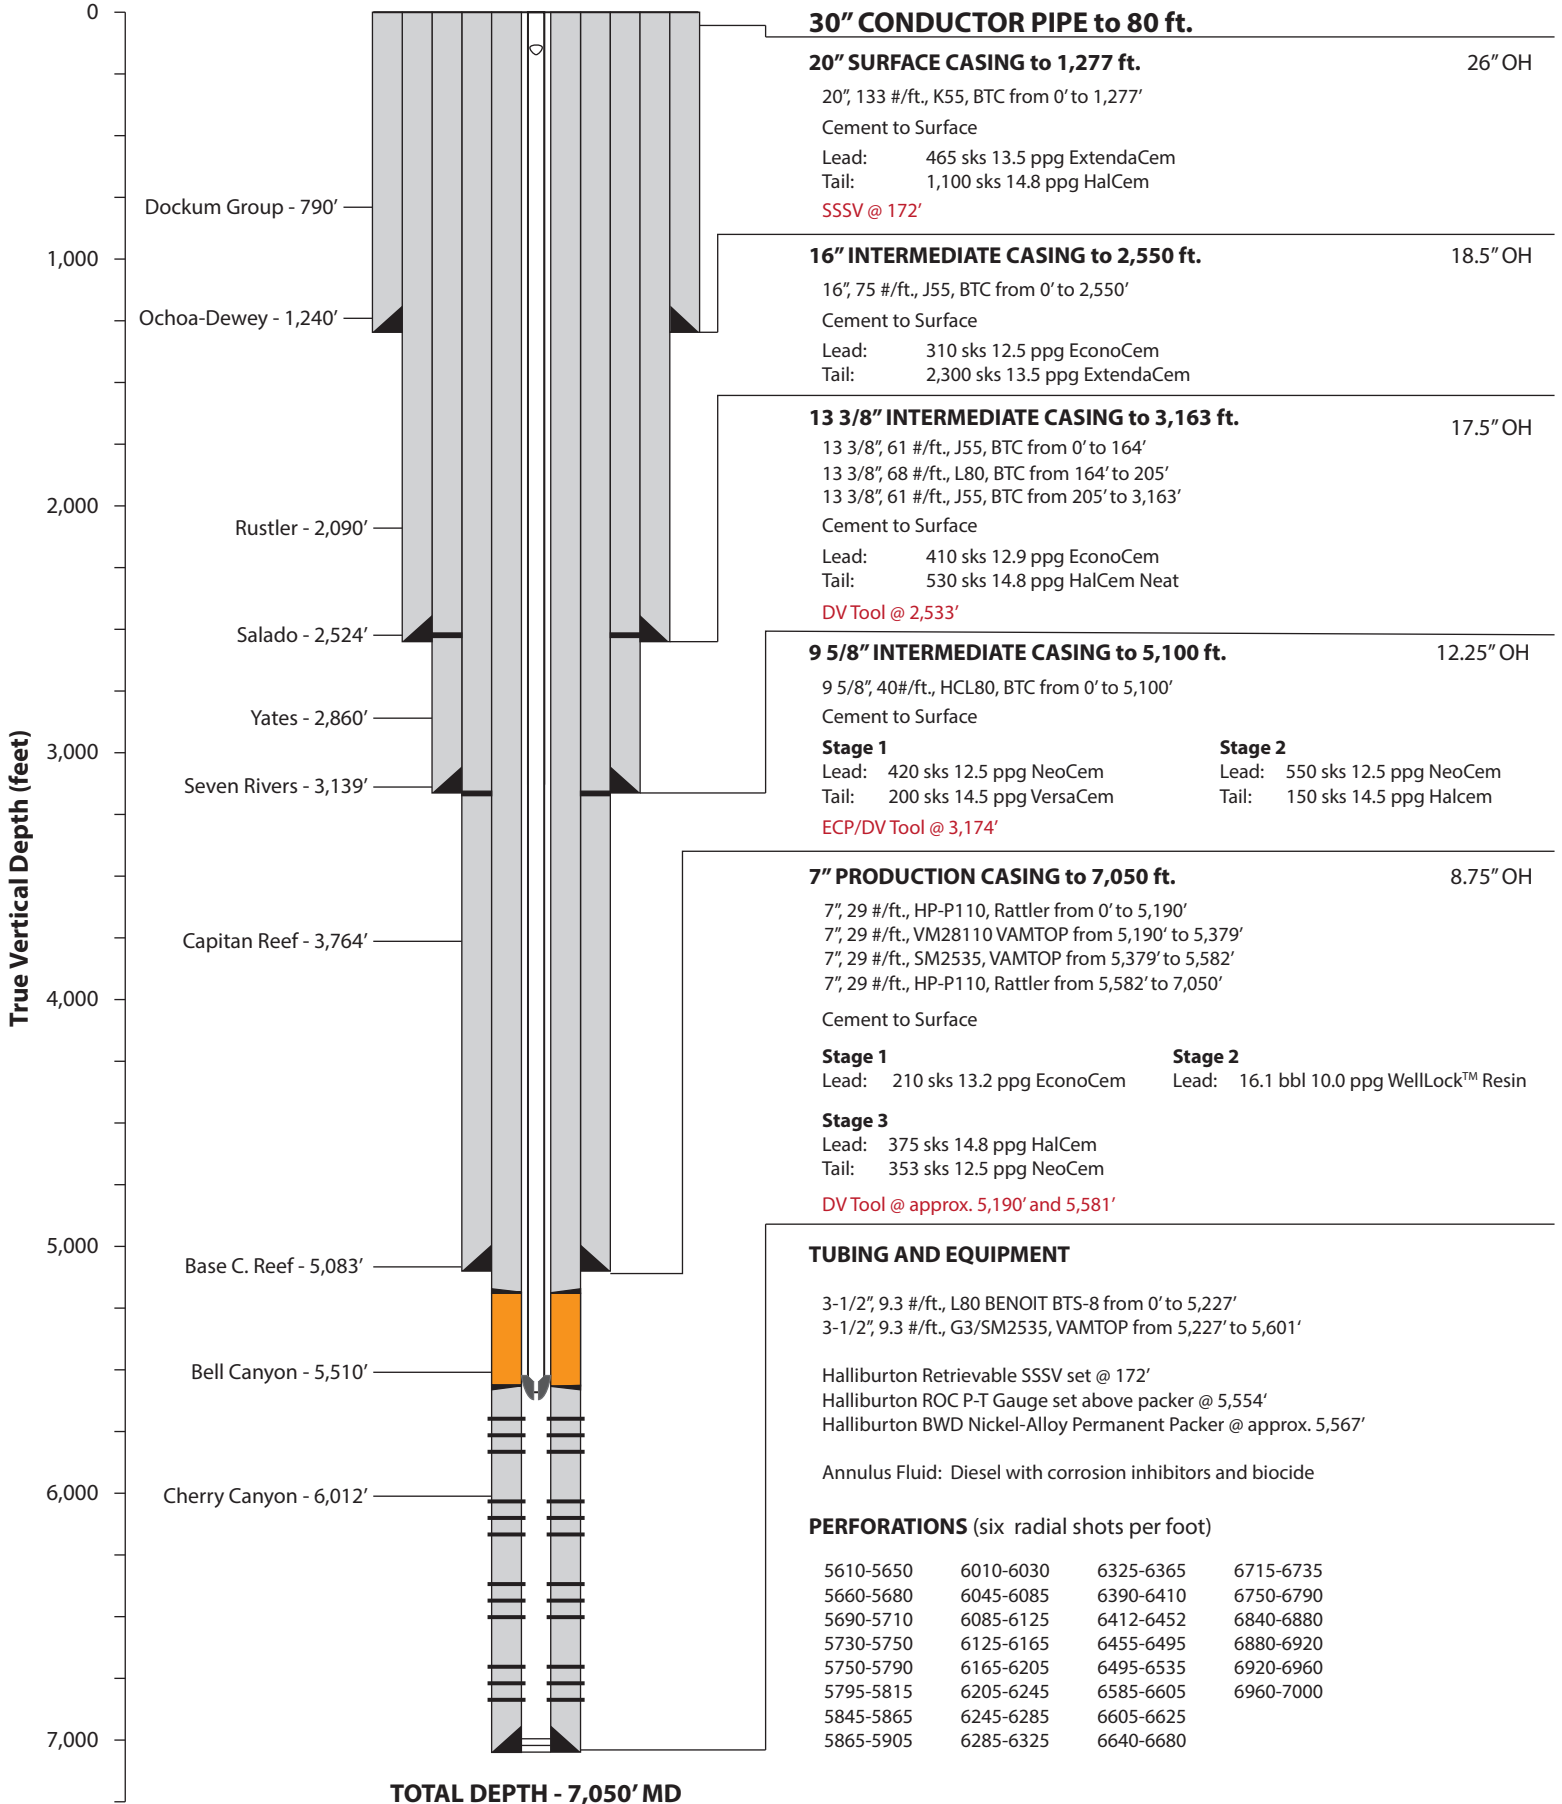 True Vertical Depth (feet)
0
1,000
2,000
3,000
4,000
5,000
6,000
7,000
Dockum Group - 790’
Ochoa-Dewey - 1,240’
Rustler - 2,090’
Salado - 2,524’
Yates - 2,860’
Seven Rivers - 3,139’
Capitan Reef - 3,764’
Base C. Reef - 5,083’
Bell Canyon - 5,510’
Cherry Canyon - 6,012’
TOTAL DEPTH - 7,050’ MD
30” CONDUCTOR PIPE to 80 ft.
20” SURFACE CASING to 1,277 ft. 26” OH
20”, 133 #/ft., K55, BTC from 0’ to 1,277’
Cement to Surface
Lead: 465 sks 13.5 ppg ExtendaCem
Tail: 1,100 sks 14.8 ppg HalCem
SSSV @ 172’
16” INTERMEDIATE CASING to 2,550 ft. 18.5” OH
16”, 75 #/ft., J55, BTC from 0’ to 2,550’
Cement to Surface
Lead: 310 sks 12.5 ppg EconoCem
Tail: 2,300 sks 13.5 ppg ExtendaCem
13 3/8” INTERMEDIATE CASING to 3,163 ft. 17.5” OH
13 3/8”, 61 #/ft., J55, BTC from 0’ to 164’
13 3/8”, 68 #/ft., L80, BTC from 164’ to 205’
13 3/8”, 61 #/ft., J55, BTC from 205’ to 3,163’
Cement to Surface
Lead: 410 sks 12.9 ppg EconoCem
Tail: 530 sks 14.8 ppg HalCem Neat
DV Tool @ 2,533’
9 5/8” INTERMEDIATE CASING to 5,100 ft. 12.25” OH
9 5/8”, 40#/ft., HCL80, BTC from 0’ to 5,100’
Cement to Surface
Stage 1 Stage 2
Lead: 420 sks 12.5 ppg NeoCem Lead: 550 sks 12.5 ppg NeoCem
Tail: 200 sks 14.5 ppg VersaCem Tail: 150 sks 14.5 ppg Halcem
ECP/DV Tool @ 3,174’
7” PRODUCTION CASING to 7,050 ft. 8.75” OH
7”, 29 #/ft., HP-P110, Rattler from 0’ to 5,190’
7”, 29 #/ft., VM28110 VAMTOP from 5,190‘ to 5,379’
7”, 29 #/ft., SM2535, VAMTOP from 5,379’ to 5,582’
7”, 29 #/ft., HP-P110, Rattler from 5,582’ to 7,050’
Cement to Surface
Stage 1 Stage 2
Lead: 210 sks 13.2 ppg EconoCem Lead: 16.1 bbl 10.0 ppg WellLock™ Resin
Stage 3
Lead: 375 sks 14.8 ppg HalCem
Tail: 353 sks 12.5 ppg NeoCem
DV Tool @ approx. 5,190’ and 5,581’
TUBING AND EQUIPMENT
3-1/2”, 9.3 #/ft., L80 BENOIT BTS-8 from 0’ to 5,227’
3-1/2”, 9.3 #/ft., G3/SM2535, VAMTOP from 5,227’ to 5,601‘
Halliburton Retrievable SSSV set @ 172’
Halliburton ROC P-T Gauge set above packer @ 5,554‘
Halliburton BWD Nickel-Alloy Permanent Packer @ approx. 5,567’
Annulus Fluid: Diesel with corrosion inhibitors and biocide
PERFORATIONS (six radial shots per foot)
5610-5650 6010-6030 6325-6365 6715-6735
5660-5680 6045-6085 6390-6410 6750-6790
5690-5710 6085-6125 6412-6452 6840-6880
5730-5750 6125-6165 6455-6495 6880-6920
5750-5790 6165-6205 6495-6535 6920-6960
5795-5815 6205-6245 6585-6605 6960-7000
5845-5865 6245-6285 6605-6625
5865-5905 6285-6325 6640-6680